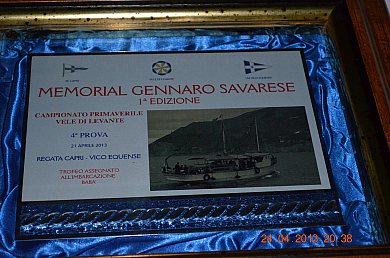 MEMORIAL GENNARO SAVARESE
1ª EDIZIONE
CAMPIONATO PRIMAVERILE
VELE DI LEVANTE
4ª PROVA
21 APRILE 2013
REGATA CAPRI - VICO EQUENSE
TROFEO ASSEGNATO
ALL'IMBARCAZIONE
BABA'
24 04 2013 20 38